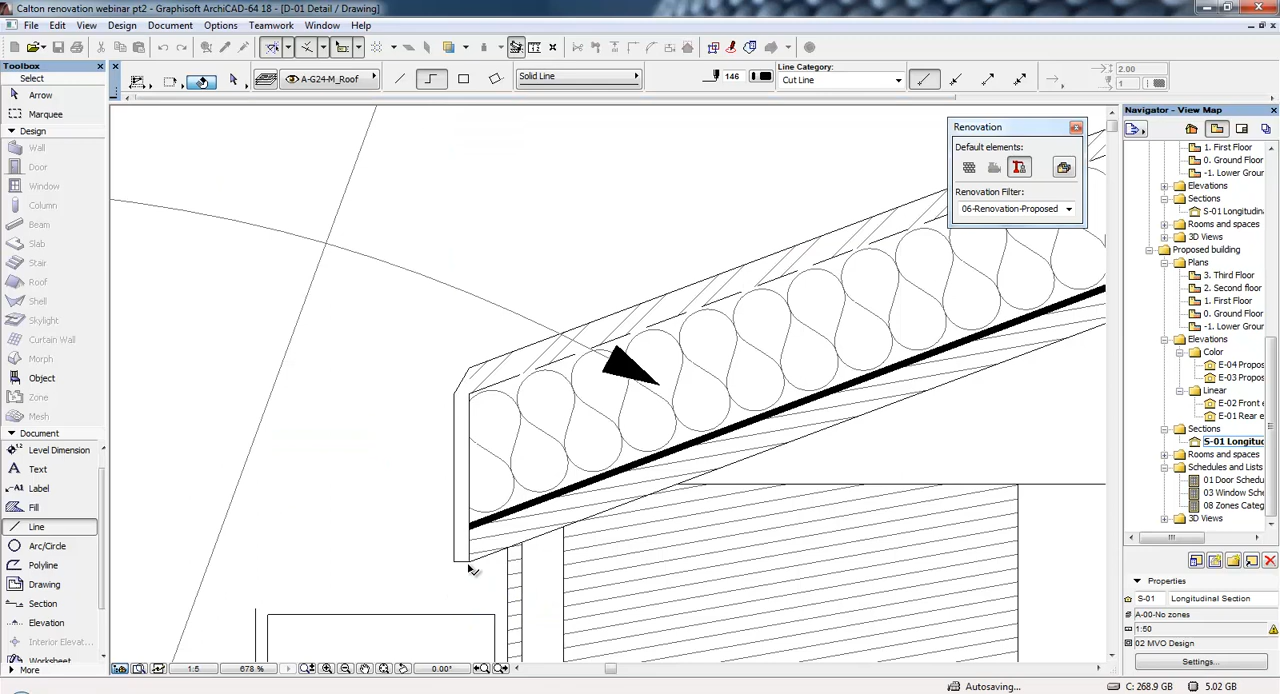 Calton renovation webinar pt2 - Graphisoft ArchiCAD-64 18 - [D-01 Detail / Drawing]
File Edit View Design Document Options Teamwork Window Help
Toolbox
Select
Arrow
Marquee
Design
Wall
Door
Window
Column
Beam
Slab
Stair
Roof
Shell
Skylight
Curtain Wall
Morph
Object
Zone
Mesh
Document
Level Dimension
Text
Label
Fill
Line
Arc/Circle
Polyline
Drawing
Section
Elevation
Interior Elevat...
Worksheet
More
A-G24-M_Roof
Solid Line
146
Line Category:
Cut Line
2.00
1
Renovation
Default elements:
Renovation Filter:
06-Renovation-Proposed
Navigator - View Map
1. First Floor
0. Ground Floor
-1. Lower Groun
Elevations
Sections
S-01 Longitudin
Rooms and spaces
3D Views
Proposed building
Plans
3. Third Floor
2. Second floor
1. First Floor
0. Ground Floor
-1. Lower Groun
Elevations
Color
E-04 Propo
E-03 Propos
Linear
E-02 Front e
E-01 Rear e
Sections
S-01 Longituc
Rooms and spaces
Schedules and Lists
01 Door Schedu
03 Window Sche
08 Zones Categ
3D Views
Properties
S-01 Longitudinal Section
A-00-No zones
1:50
02 MVO Design
Settings...
1:5 678 % 0.00°
Autosaving... C: 268.9 GB 5.02 GB